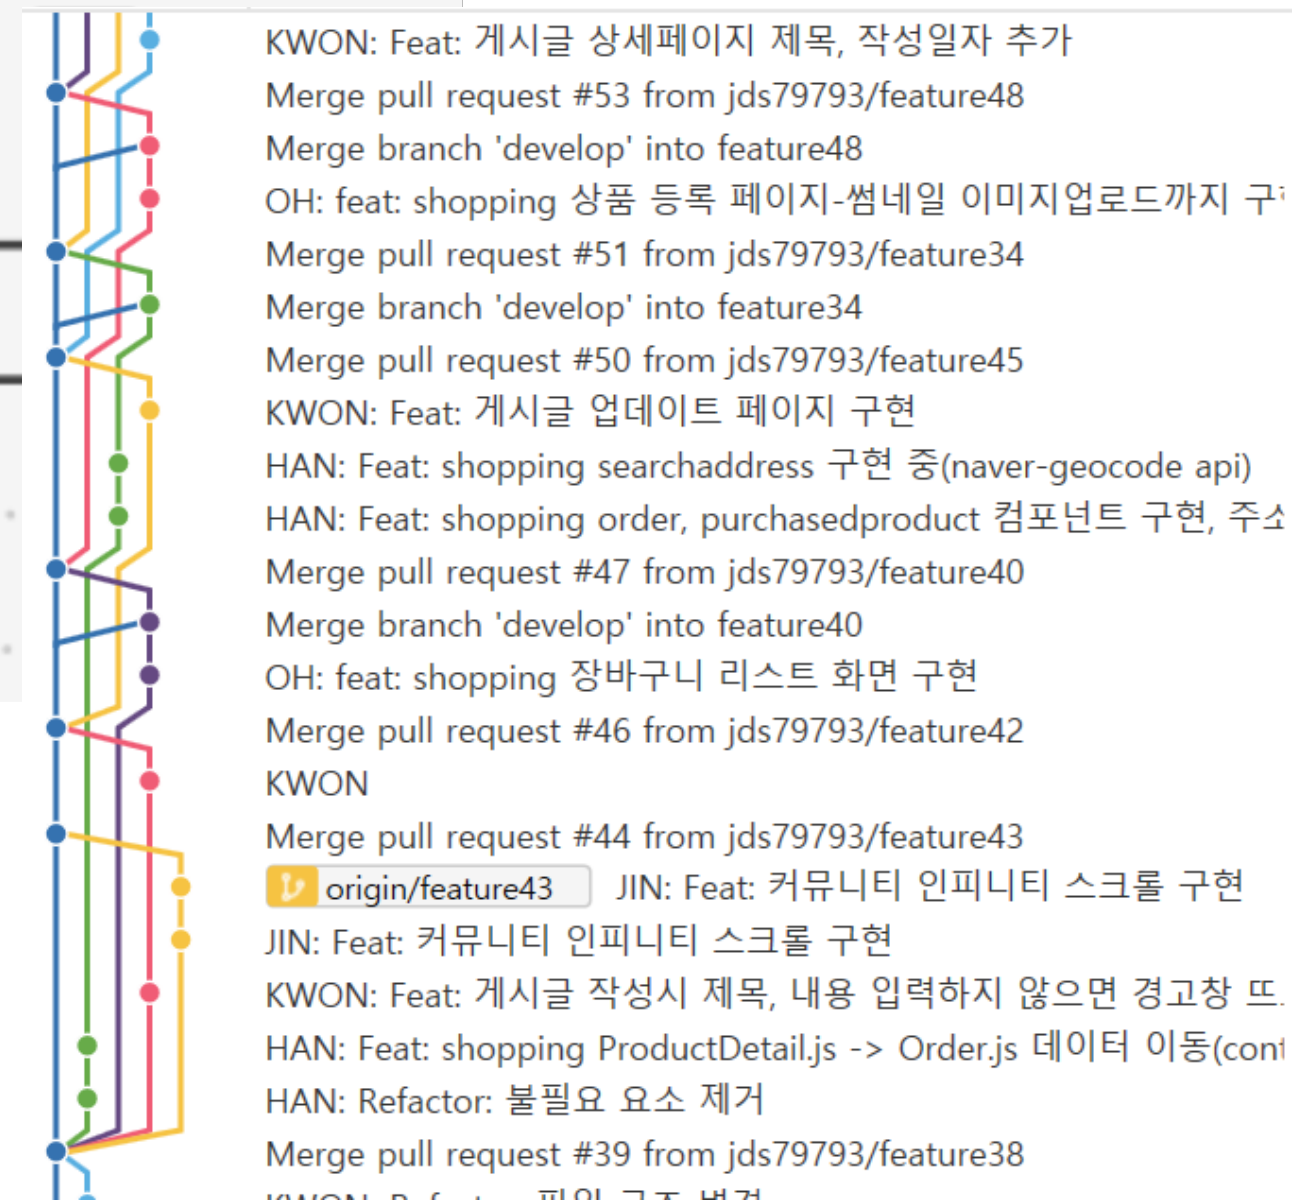 KWON: Feat: 게시글 상세페이지 제목, 작성일자 추가
Merge pull request #53 from jds79793/feature48
Merge branch 'develop' into feature48
OH: feat: shopping 상품 등록 페이지-썸네일 이미지업로드까지
Merge pull request #51 from jds79793/feature34
Merge branch 'develop' into feature34
Merge pull request #50 from jds79793/feature45
KWON: Feat: 게시글 업데이트 페이지 구현
HAN: Feat: shopping searchaddress 구현 중(naver-geocode api)
HAN: Feat: shopping order, purchasedproduct 컴포넌트 구현, 주소
Merge pull request #47 from jds79793/feature40
Merge branch 'develop' into feature40
OH: feat: shopping 장바구니 리스트 화면 구현
Merge pull request #46 from jds79793/feature42
KWON
Merge pull request #44 from jds79793/feature43
origin/feature43 JIN: Feat: 커뮤니티 인피니티 스크롤 구현
JIN: Feat: 커뮤니티 인피니티 스크롤 구현
KWON: Feat: 게시글 작성시 제목, 내용 입력하지 않으면 경고창
HAN: Feat: shopping ProductDetail.js -> Order.js 데이터 이동(cont
HAN: Refactor: 불필요 요소 제거
Merge pull request #39 from jds79793/feature38